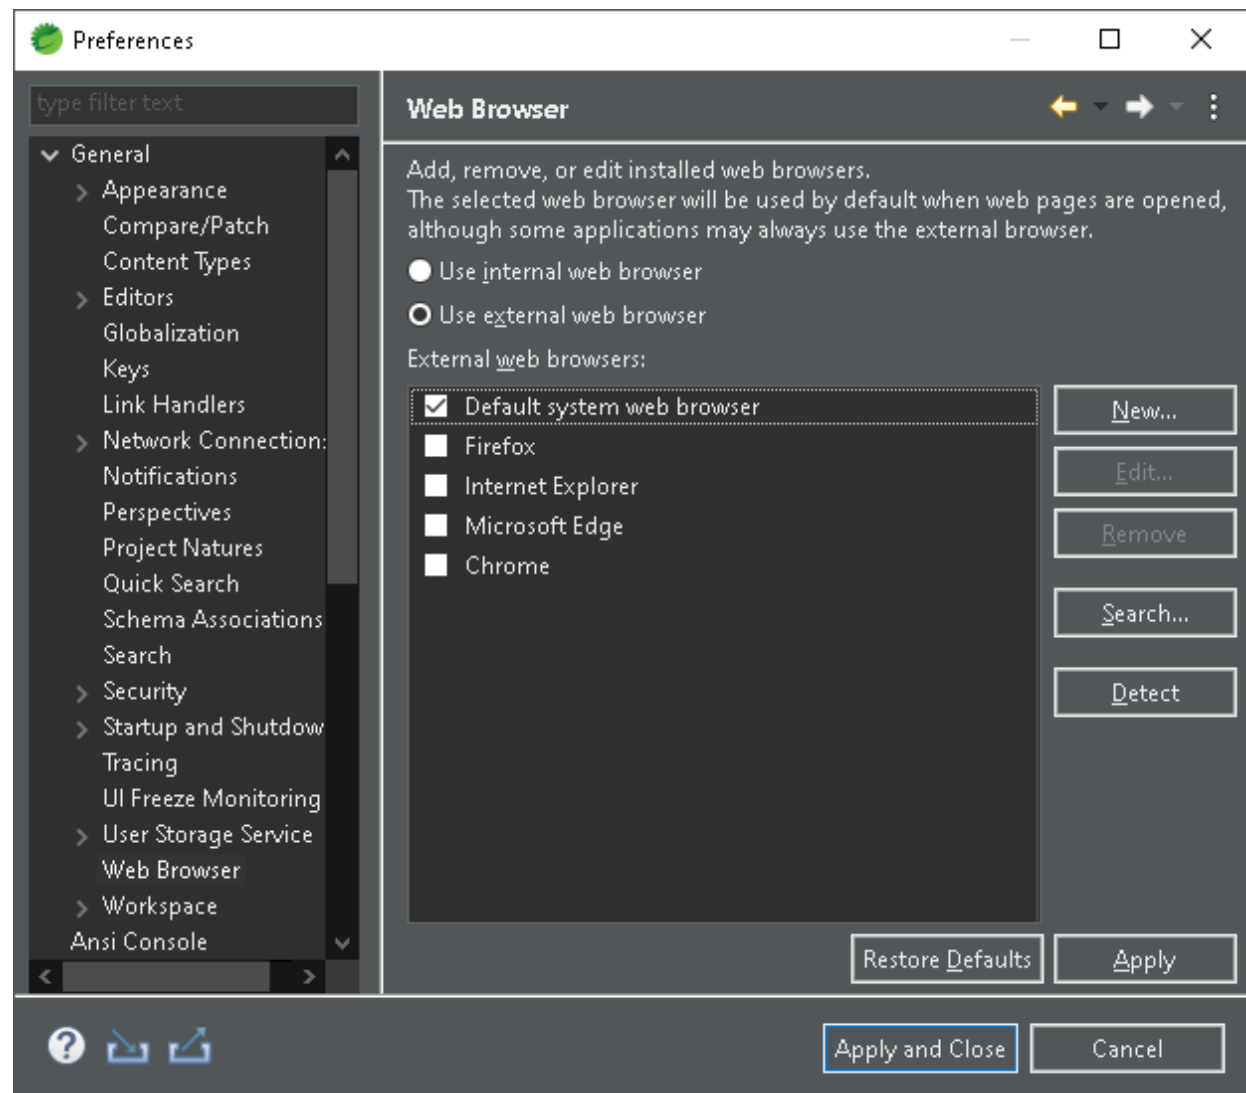 Preferences
type filter text
General
Appearance
Compare/Patch
Content Types
Editors
Globalization
Keys
Link Handlers
Network Connection:
Notifications
Perspectives
Project Natures
Quick Search
Schema Associations
Search
Security
Startup and Shutdow
Tracing
UI Freeze Monitoring
User Storage Service
Web Browser
Workspace
Ansi Console
Web Browser
Add, remove, or edit installed web browsers.
The selected web browser will be used by default when web pages are opened,
although some applications may always use the external browser.
Use internal web browser
Use external web browser
External web browsers:
Default system web browser
Firefox
Internet Explorer
Microsoft Edge
Chrome
New...
Edit...
Remove
Search...
Detect
Restore Defaults
Apply
Apply and Close
Cancel